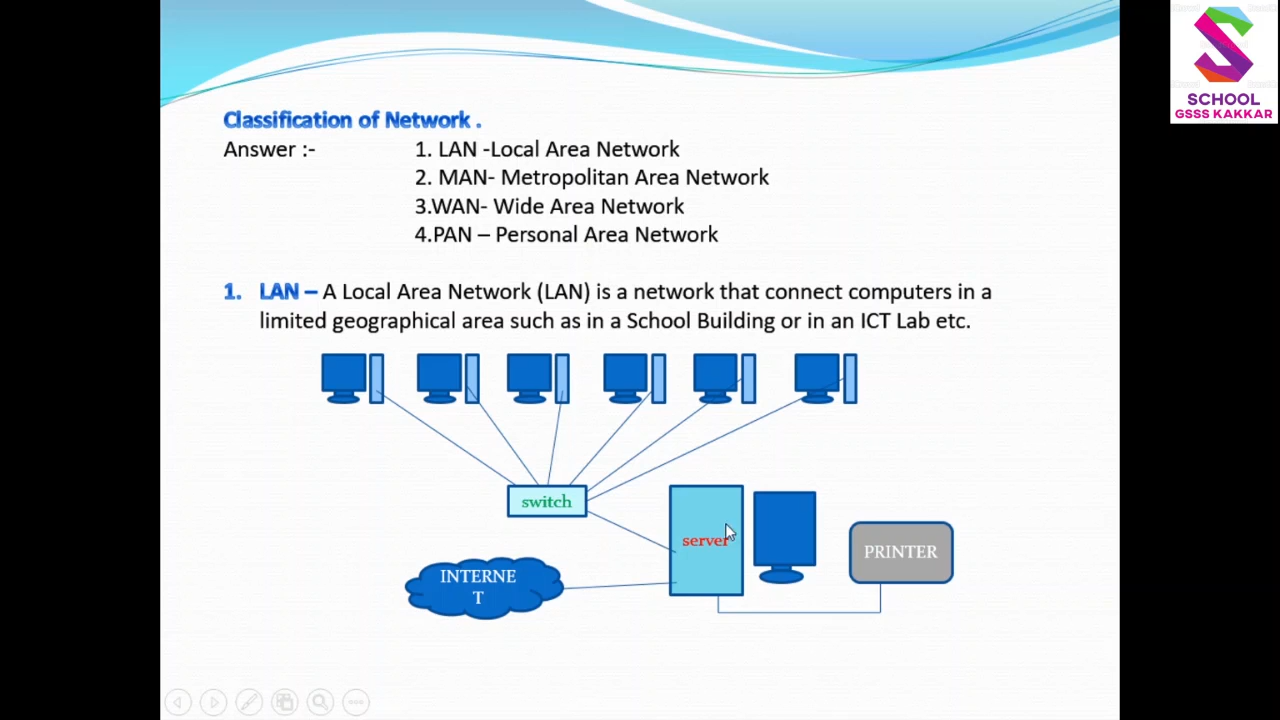 SCHOOL
GSSS KAKKAR
Classification of Network .
Answer :- 1. LAN -Local Area Network
2. MAN- Metropolitan Area Network
3.WAN- Wide Area Network
4.PAN – Personal Area Network
1. LAN – A Local Area Network (LAN) is a network that connect computers in a
limited geographical area such as in a School Building or in an ICT Lab etc.
switch
server
PRINTER
INTERNE
T